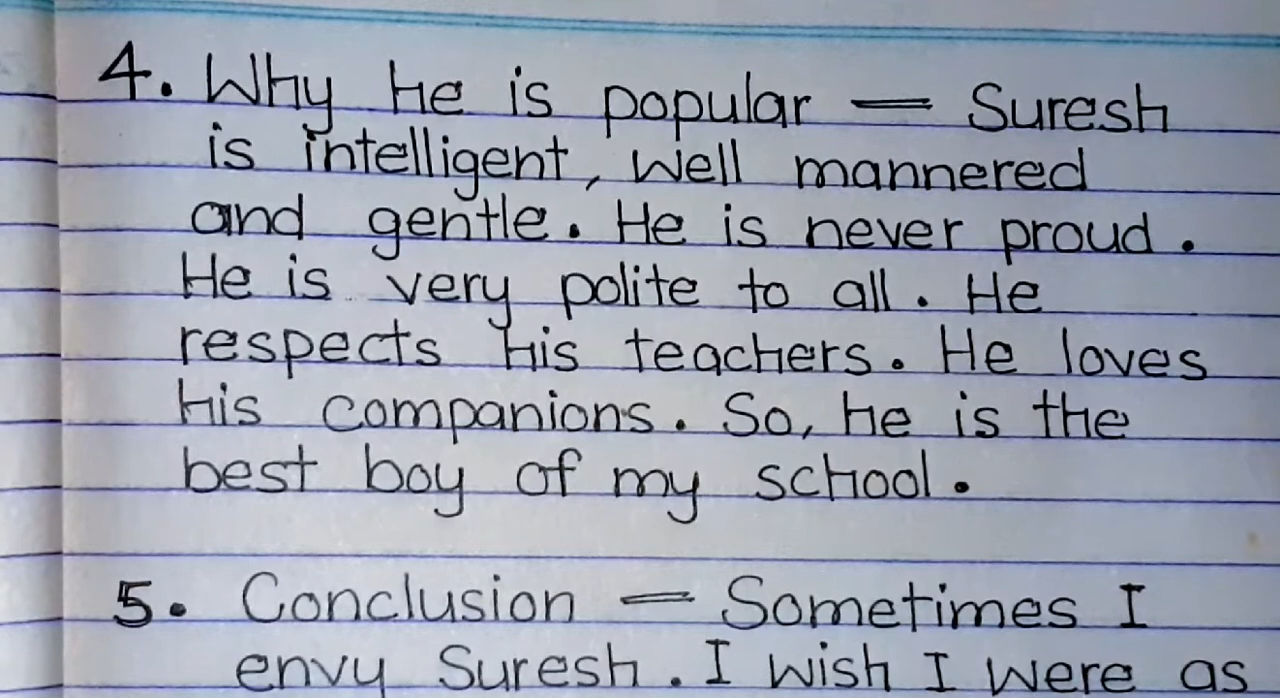 4. Why he is popular — Suresh
is intelligent, well mannered
and gentle. He is never proud.
He is very polite to all. He
respects his teachers. He loves
his companions. So, he is the
best boy of my school.
5. Conclusion — Sometimes I
envy Suresh. I wish I were as